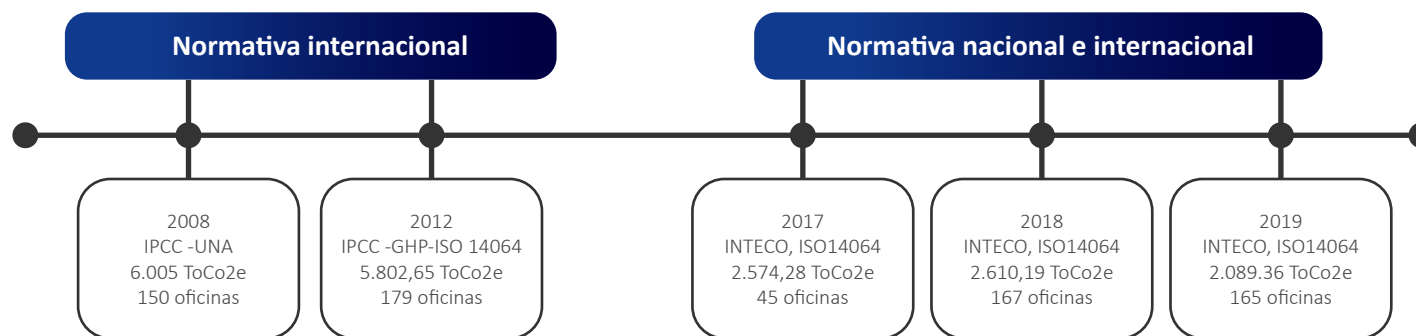 Normativa internacional
Normativa nacional e internacional
2008
IPCC -UNA
6.005 ToCo2e
150 oficinas
2012
IPCC -GHP-ISO 14064
5.802,65 ToCo2e
179 oficinas
2017
INTECO, ISO14064
2.574,28 ToCo2e
45 oficinas
2018
INTECO, ISO14064
2.610,19 ToCo2e
167 oficinas
2019
INTECO, ISO14064
2.089.36 ToCo2e
165 oficinas